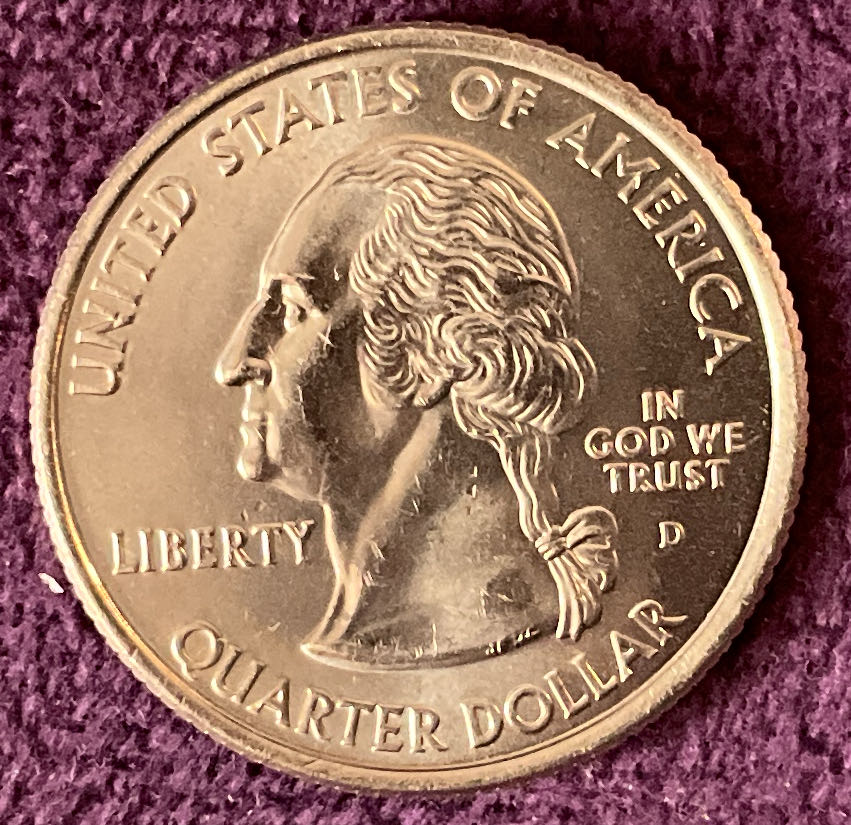 UNITED STATES OF AMERICA
IN
GOD WE
TRUST
D
LIBERTY
QUARTER DOLLAR